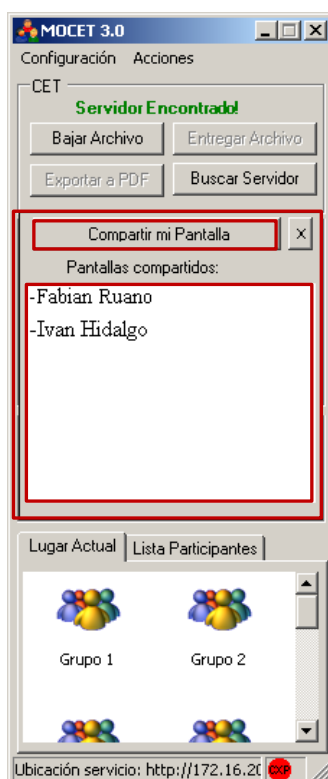 MOCET 3.0
Configuración Acciones
CET
Servidor Encontrado!
Bajar Archivo Entregar Archivo
Exportar a PDF Buscar Servidor
Compartir mi Pantalla X
Pantallas compartidos:
-Fabian Ruano
-Ivan Hidalgo
Lugar Actual Lista Participantes
Grupo 1 Grupo 2
Ubicación servicio: http://172.16.20 CXP